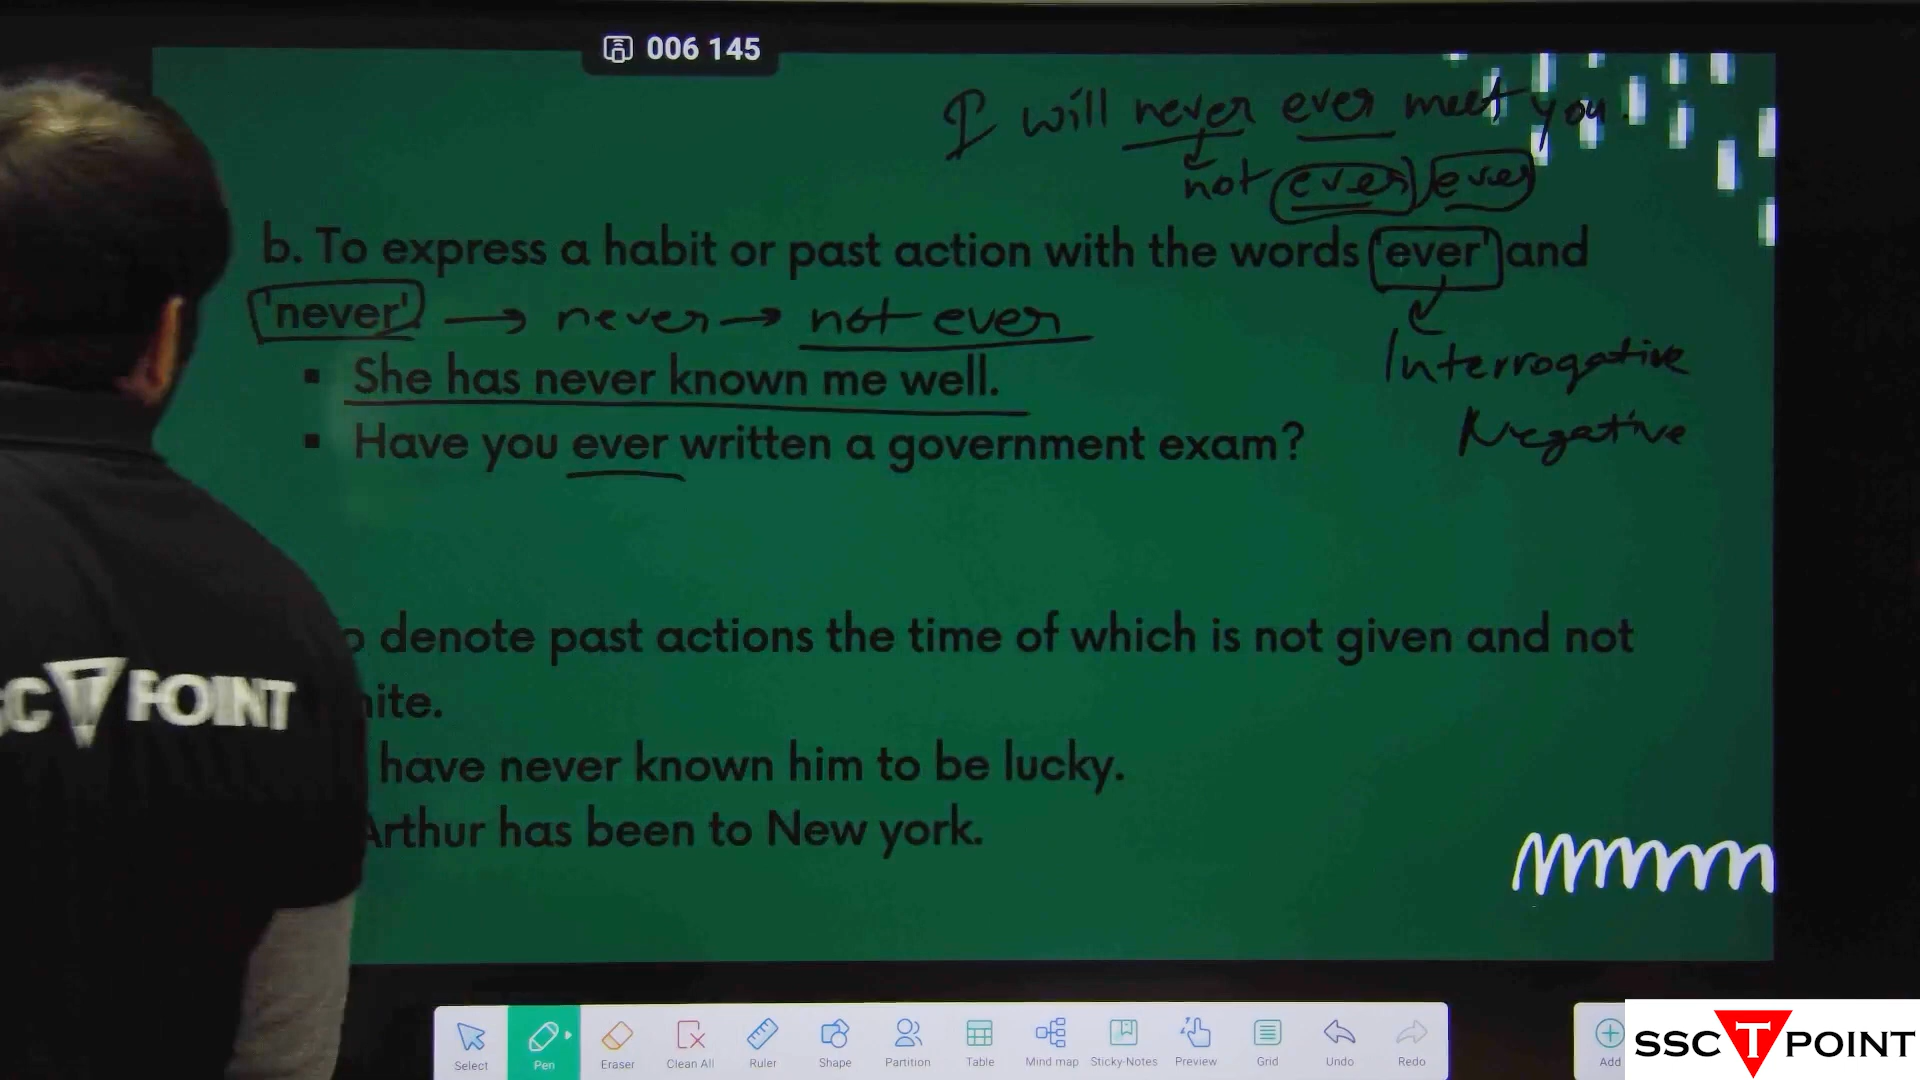 006 145
I will never ever meet you.
not ever ever
b. To express a habit or past action with the words 'ever' and
'never'. → never → not ever
Interrogative
▪ She has never known me well.
Negative
▪ Have you ever written a government exam?
denote past actions the time of which is not given and not
nite.
have never known him to be lucky.
Arthur has been to New york.
SC T POINT
Select Pen Eraser Clean All Ruler Shape Partition Table Mind map Sticky-Notes Preview Grid Undo Redo Add
SSC T POINT